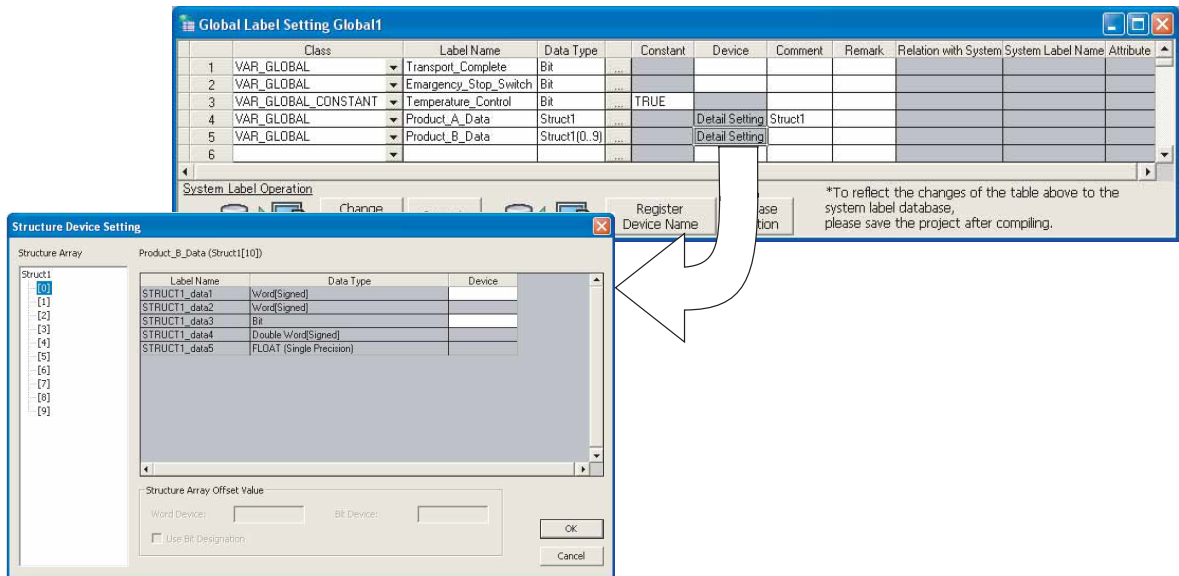 Global Label Setting Global1
Class Label Name Data Type Constant Device Comment Remark Relation with System System Label Name Attribute
1 VAR_GLOBAL Transport_Complete Bit ...
2 VAR_GLOBAL Emargency_Stop_Switch Bit ...
3 VAR_GLOBAL_CONSTANT Temperature_Control Bit ... TRUE
4 VAR_GLOBAL Product_A_Data Struct1 ... Detail Setting Struct1
5 VAR_GLOBAL Product_B_Data Struct1(0..9) ... Detail Setting
6 ...
System Label Operation
Change
Register
Device Name
*To reflect the changes of the table above to the
system label database,
please save the project after compiling.
Structure Device Setting
Structure Array
Struct1
[0]
[1]
[2]
[3]
[4]
[5]
[6]
[7]
[8]
[9]
Product_B_Data (Struct1[10])
Label Name Data Type Device
STRUCT1_data1 Word[Signed]
STRUCT1_data2 Word[Signed]
STRUCT1_data3 Bit
STRUCT1_data4 Double Word[Signed]
STRUCT1_data5 FLOAT (Single Precision)
Structure Array Offset Value
Word Device: Bit Device:
Use Bit Designation
OK
Cancel